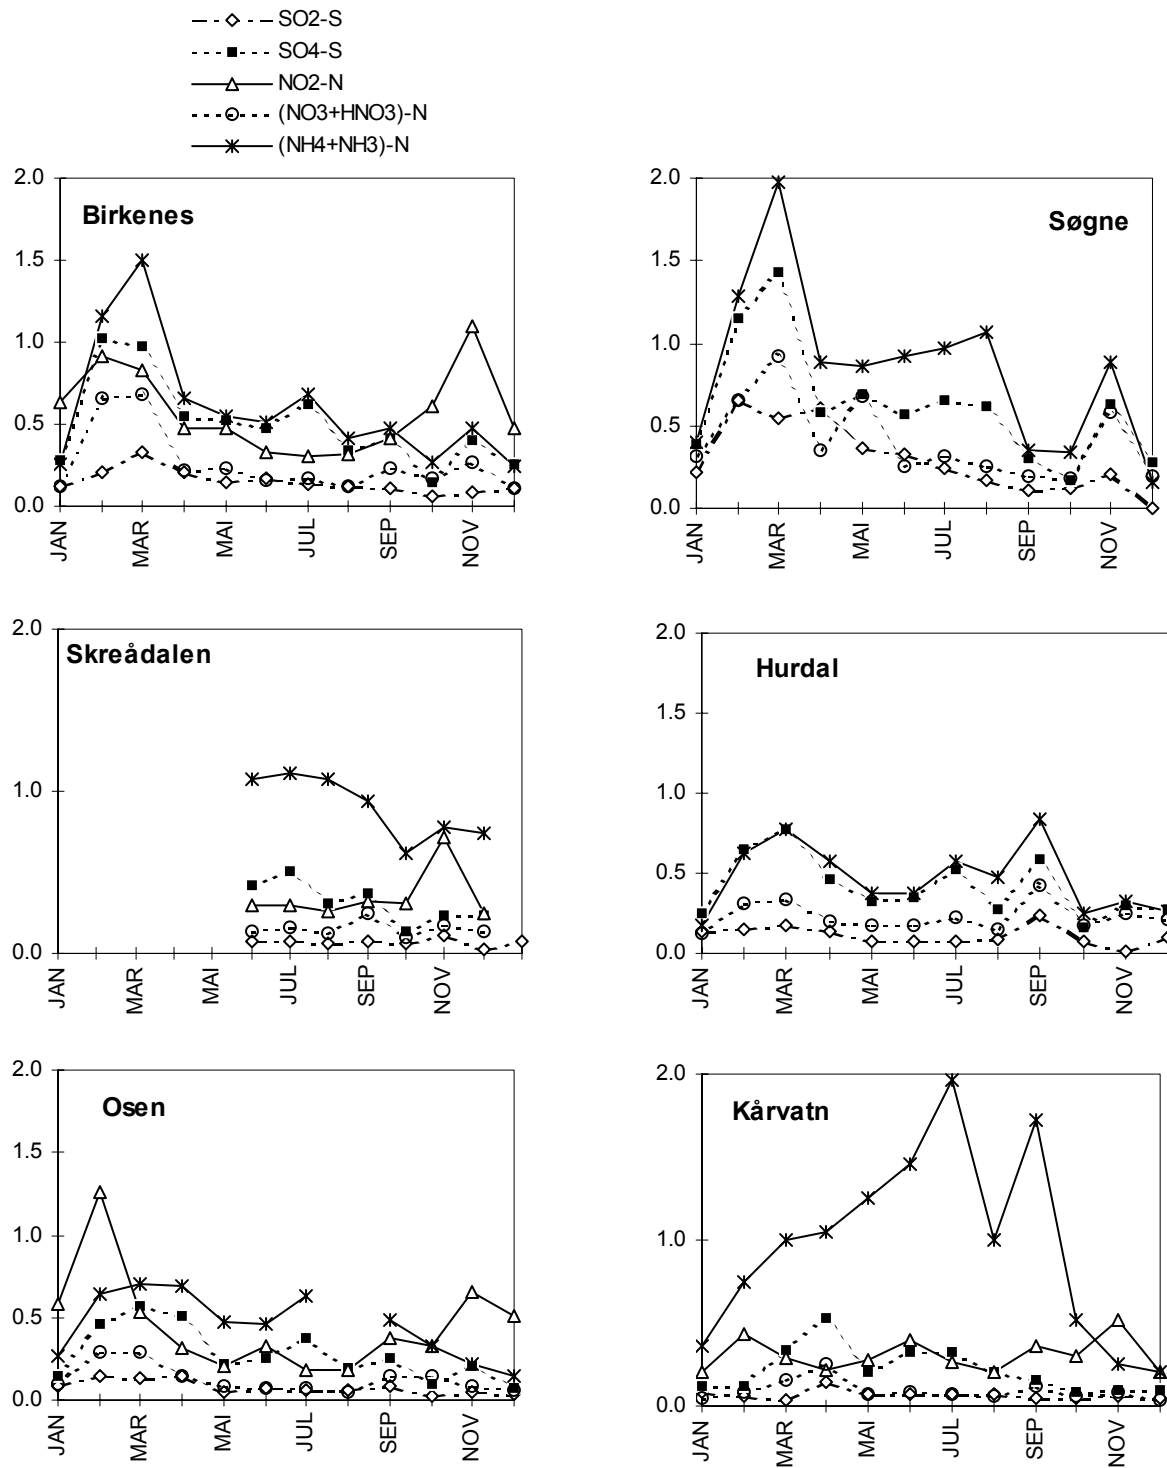 SO2-S
SO4-S
NO2-N
(NO3+HNO3)-N
(NH4+NH3)-N
Birkenes
2.0
1.5
1.0
0.5
0.0
JAN MAR MAI JUL SEP NOV
Søgne
2.0
1.5
1.0
0.5
0.0
JAN MAR MAI JUL SEP NOV
Skreådalen
2.0
1.0
0.0
JAN MAR MAI JUL SEP NOV
Hurdal
2.0
1.5
1.0
0.5
0.0
JAN MAR MAI JUL SEP NOV
Osen
2.0
1.5
1.0
0.5
0.0
JAN MAR MAI JUL SEP NOV
Kårvatn
2.0
1.0
0.0
JAN MAR MAI JUL SEP NOV